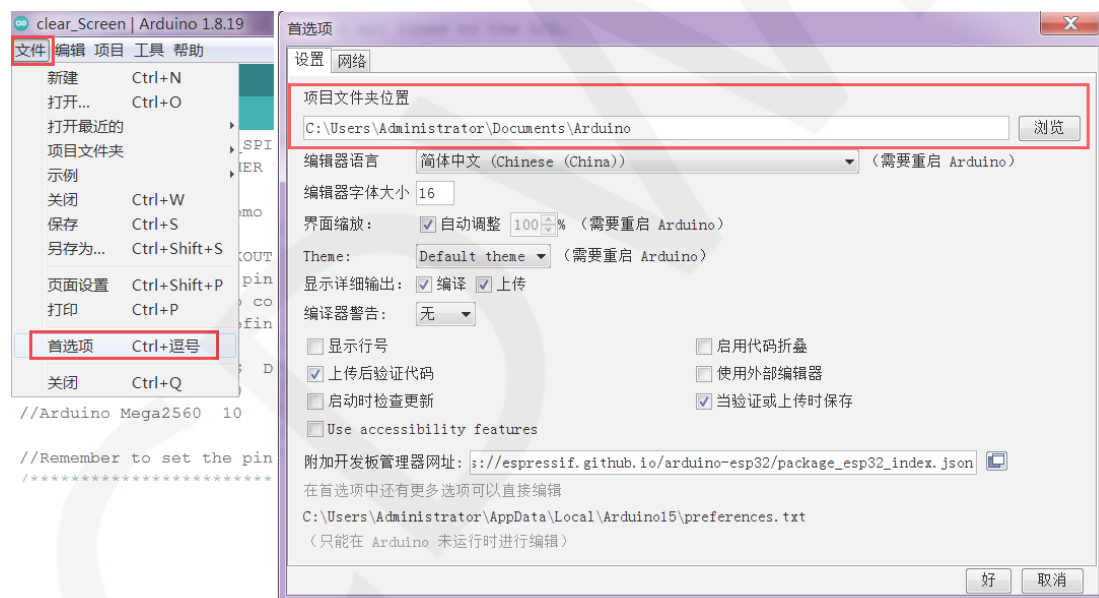 clear_Screen | Arduino 1.8.19
文件 编辑 项目 工具 帮助
新建 Ctrl+N
打开... Ctrl+O
打开最近的
项目文件夹
示例
关闭 Ctrl+W
保存 Ctrl+S
另存为... Ctrl+Shift+S
页面设置 Ctrl+Shift+P
打印 Ctrl+P
首选项 Ctrl+逗号
关闭 Ctrl+Q
_SPI
emo
KOUT
pin
co
efin
D
//Arduino Mega2560 10
//Remember to set the pin
/************************
首选项
设置 网络
项目文件夹位置
C:\Users\Administrator\Documents\Arduino 浏览
编辑器语言 简体中文 (Chinese (China)) (需要重启 Arduino)
编辑器字体大小 16
界面缩放: 自动调整 100% (需要重启 Arduino)
Theme: Default theme (需要重启 Arduino)
显示详细输出: 编译 上传
编译器警告: 无
显示行号 启用代码折叠
上传后验证代码 使用外部编辑器
启动时检查更新 当验证或上传时保存
Use accessibility features
附加开发板管理器网址: s://espressif.github.io/arduino-esp32/package_esp32_index.json
在首选项中还有更多选项可以直接编辑
C:\Users\Administrator\AppData\Local\Arduino15\preferences.txt
(只能在 Arduino 未运行时进行编辑)
好 取消